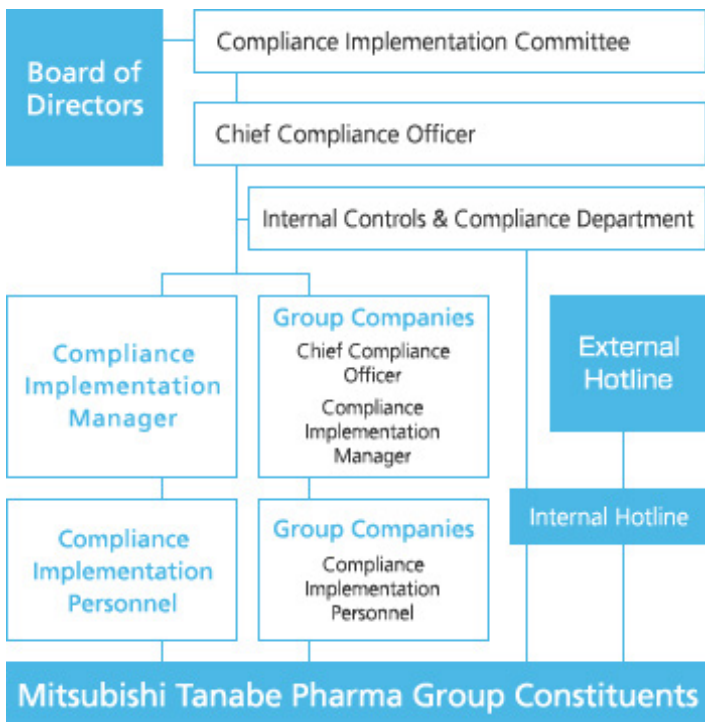 Board of
Directors
Compliance Implementation Committee
Chief Compliance Officer
Internal Controls & Compliance Department
Compliance
Implementation
Manager
Group Companies
Chief Compliance
Officer
Compliance
Implementation
Manager
External
Hotline
Compliance
Implementation
Personnel
Group Companies
Compliance
Implementation
Personnel
Internal Hotline
Mitsubishi Tanabe Pharma Group Constituents